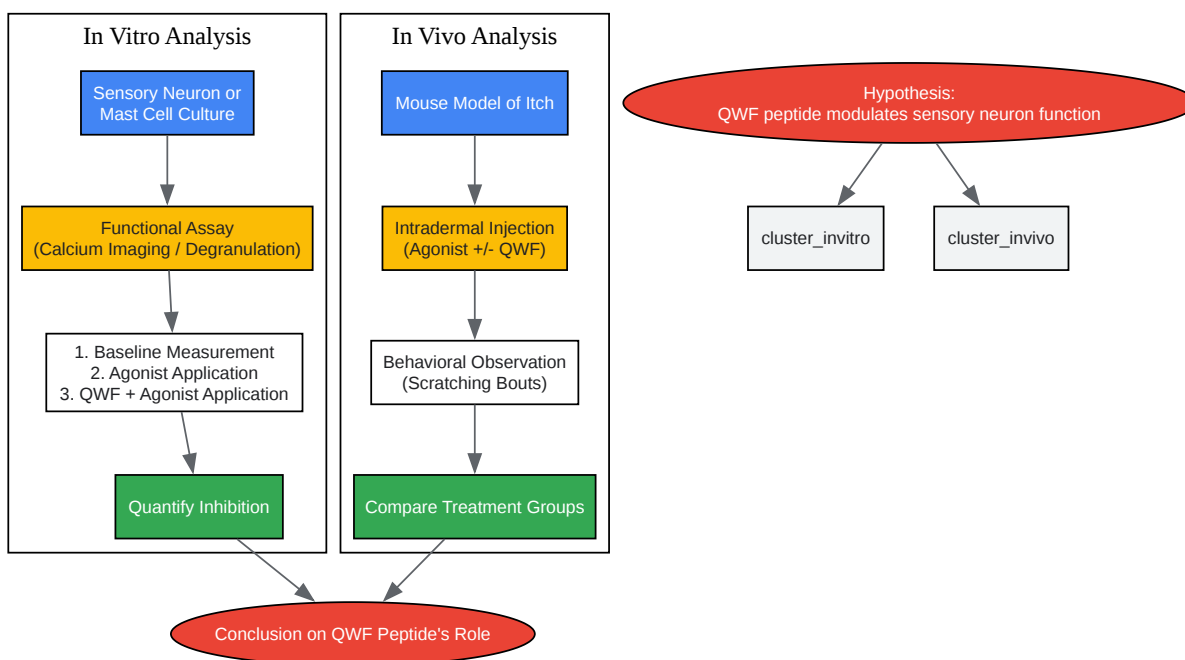 In Vitro Analysis
Sensory Neuron or
Mast Cell Culture
Functional Assay
(Calcium Imaging / Degranulation)
1. Baseline Measurement
2. Agonist Application
3. QWF + Agonist Application
Quantify Inhibition
In Vivo Analysis
Mouse Model of Itch
Intradermal Injection
(Agonist +/- QWF)
Behavioral Observation
(Scratching Bouts)
Compare Treatment Groups
Conclusion on QWF Peptide's Role
Hypothesis:
QWF peptide modulates sensory neuron function
cluster_invitro
cluster_invivo